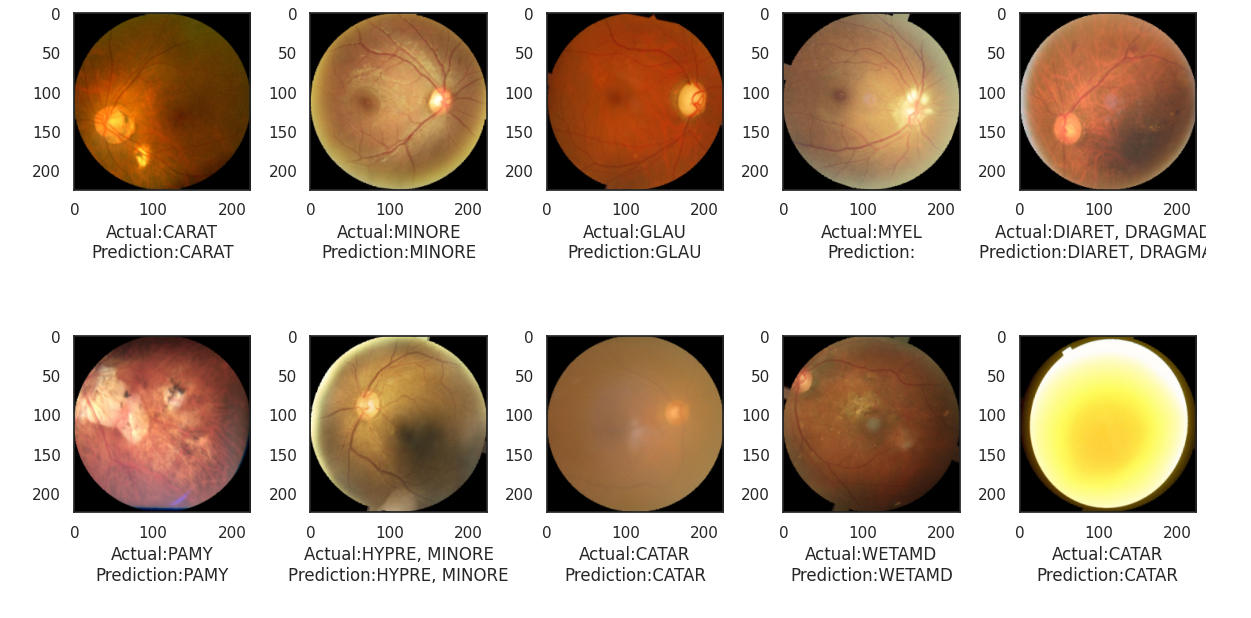 0
50
100
150
200
0 100 200
Actual:CARAT
Prediction:CARAT
0
50
100
150
200
0 100 200
Actual:MINORE
Prediction:MINORE
0
50
100
150
200
0 100 200
Actual:GLAU
Prediction:GLAU
0
50
100
150
200
0 100 200
Actual:MYEL
Prediction:
0
50
100
150
200
0 100 200
Actual:DIARET, DRAGMAD
Prediction:DIARET, DRAGMA
0
50
100
150
200
0 100 200
Actual:PAMY
Prediction:PAMY
0
50
100
150
200
0 100 200
Actual:HYPRE, MINORE
Prediction:HYPRE, MINORE
0
50
100
150
200
0 100 200
Actual:CATAR
Prediction:CATAR
0
50
100
150
200
0 100 200
Actual:WETAMD
Prediction:WETAMD
0
50
100
150
200
0 100 200
Actual:CATAR
Prediction:CATAR